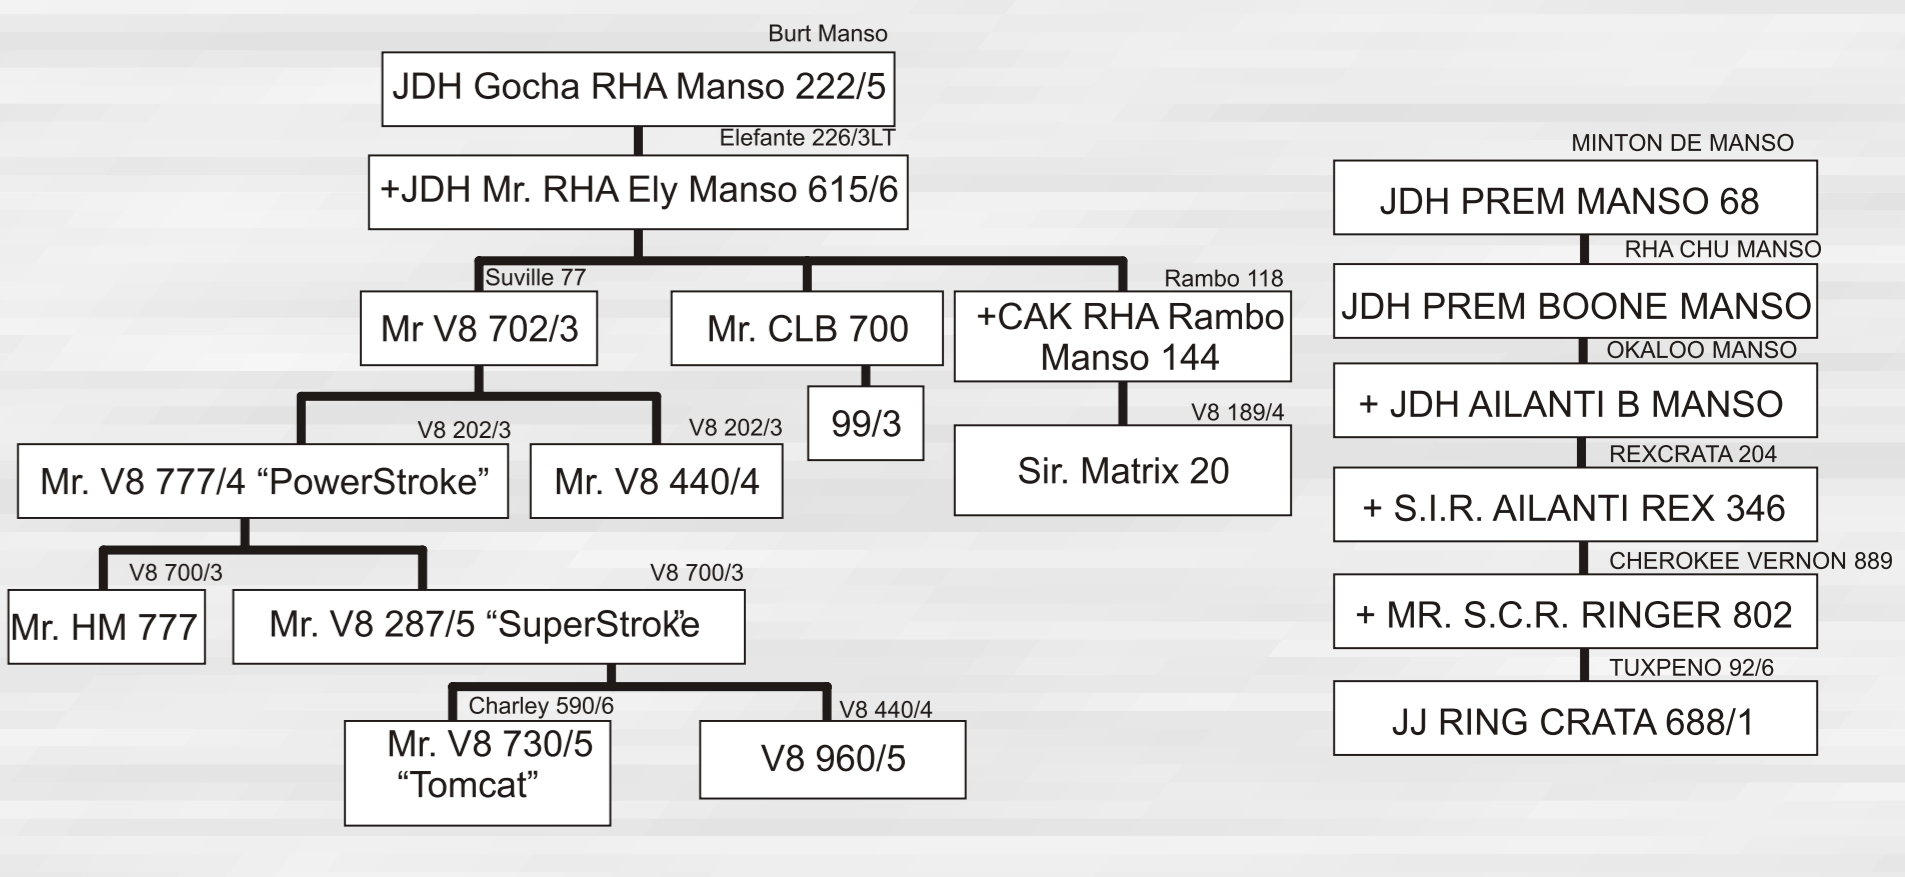 Burt Manso
JDH Gocha RHA Manso 222/5
Elefante 226/3LT
+JDH Mr. RHA Ely Manso 615/6
Suville 77
Mr V8 702/3
Mr. CLB 700
Rambo 118
+CAK RHA Rambo
Manso 144
99/3
V8 189/4
Sir. Matrix 20
V8 202/3
Mr. V8 777/4 “PowerStroke”
V8 202/3
Mr. V8 440/4
V8 700/3
Mr. HM 777
V8 700/3
Mr. V8 287/5 “SuperStroke”
Charley 590/6
Mr. V8 730/5
“Tomcat”
V8 440/4
V8 960/5
MINTON DE MANSO
JDH PREM MANSO 68
RHA CHU MANSO
JDH PREM BOONE MANSO
OKALOO MANSO
+ JDH AILANTI B MANSO
REXCRATA 204
+ S.I.R. AILANTI REX 346
CHEROKEE VERNON 889
+ MR. S.C.R. RINGER 802
TUXPENO 92/6
JJ RING CRATA 688/1